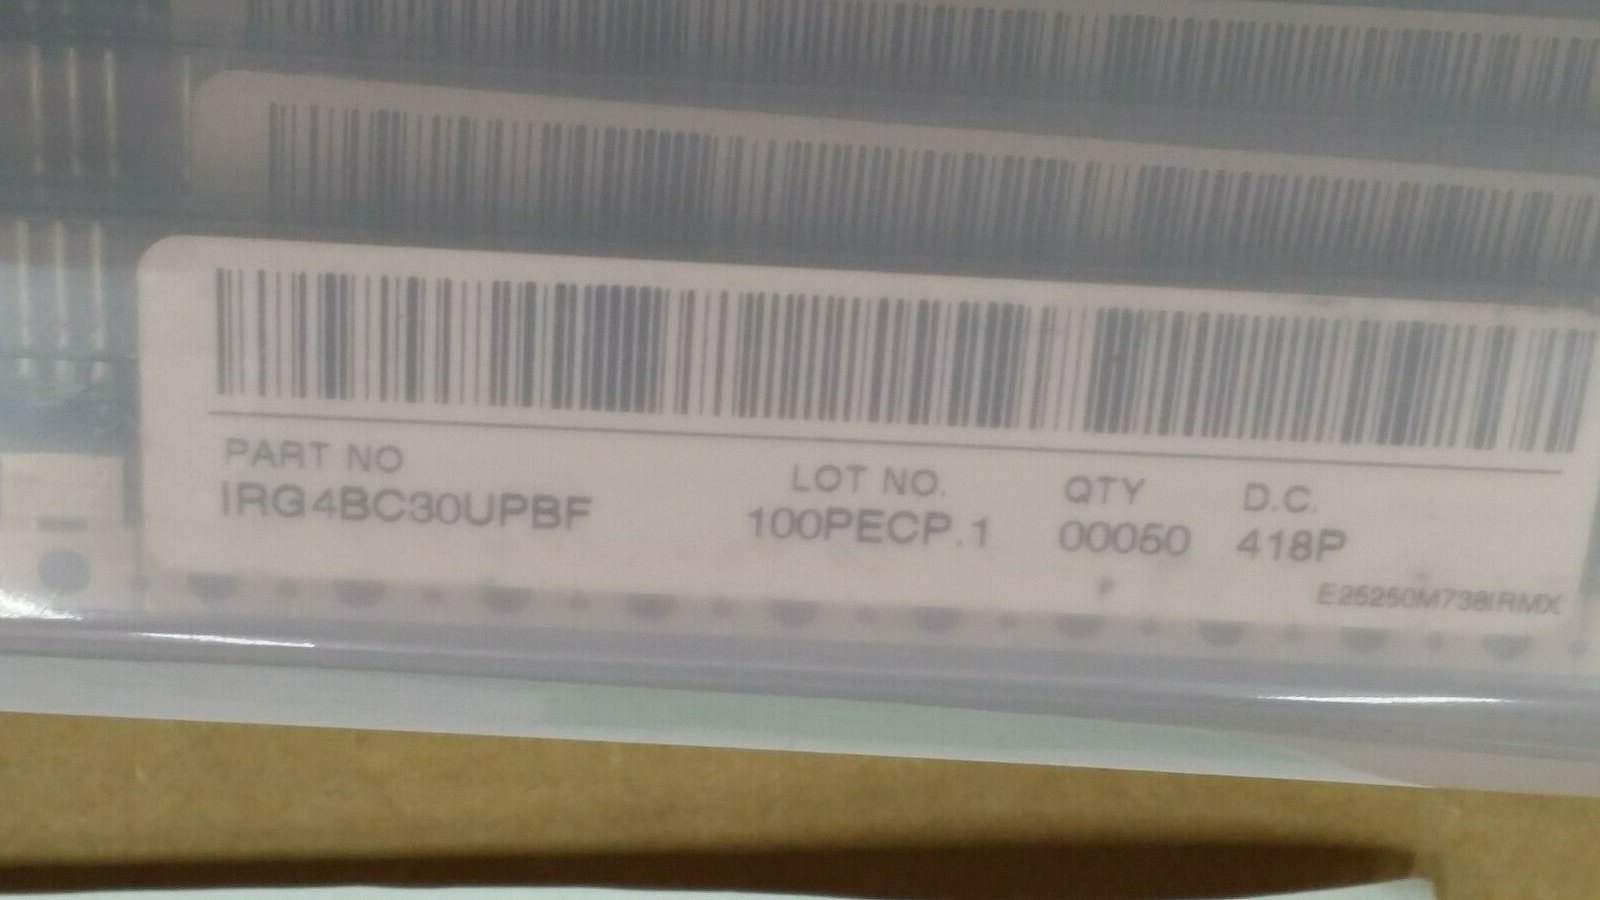 PART NO LOT NO. QTY D.C.
IRG4BC30UPBF 100PECP.1 00050 418P
P
E25250M738IRMX